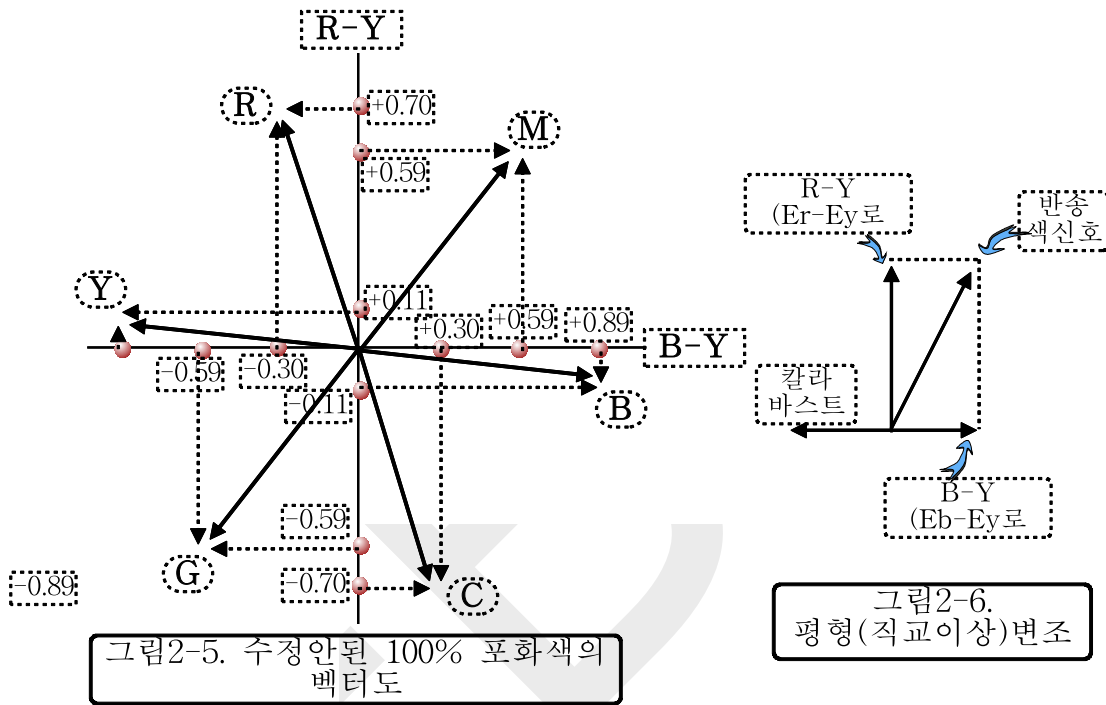 R-Y
R
+0.70
M
+0.59
Y
+0.11
+0.30
+0.59
+0.89
B-Y
-0.59
-0.30
-0.11
B
-0.59
G
-0.70
C
-0.89
그림2-5. 수정안된 100% 포화색의
벡터도
R-Y
(Er-Ey로
반송
색신호
칼라
바스트
B-Y
(Eb-Ey로
그림2-6.
평형(직교이상)변조